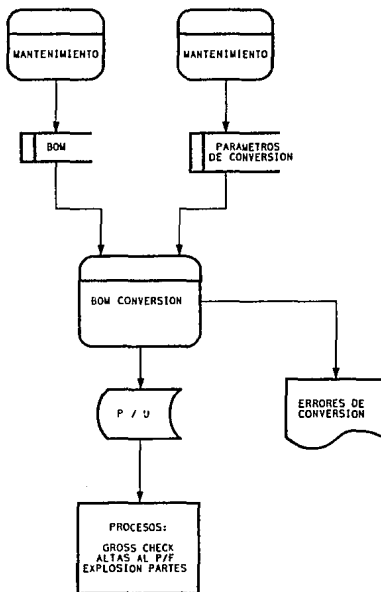 MANTENIMIENTO
MANTENIMIENTO
BOM
PARAMETROS
DE CONVERSION
BOM CONVERSION
P / U
ERRORES DE
CONVERSION
PROCESOS:
GROSS CHECK
ALTAS AL P/F
EXPLOSION PARTES